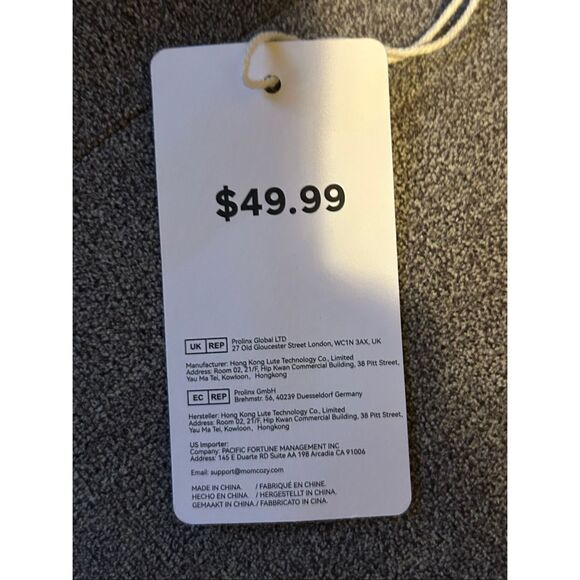 $49.99
UK REP Prolinx Global LTD
27 Old Gloucester Street London, WC1N 3AX, UK
Manufacturer: Hong Kong Lute Technology Co., Limited
Address: Room 02, 21/F, Hip Kwan Commercial Building, 38 Pitt Street,
Yau Ma Tei, Kowloon, Hongkong
EC REP Prolinx GmbH
Brehmstr. 56, 40239 Duesseldorf Germany
Hersteller: Hong Kong Lute Technology Co., Limited
Address: Room 02, 21/F, Hip Kwan Commercial Building, 38 Pitt Street,
Yau Ma Tei, Kowloon, Hongkong
US Importer:
Company: PACIFIC FORTUNE MANAGEMENT INC
Address: 145 E Duarte RD Suite AA 198 Arcadia CA 91006
Email: support@momcozy.com
MADE IN CHINA. / FABRIQUÉ EN CHINE.
HECHO EN CHINA. / HERGESTELLT IN CHINA.
GEMAAKT IN CHINA. / FABBRICATO IN CINA.